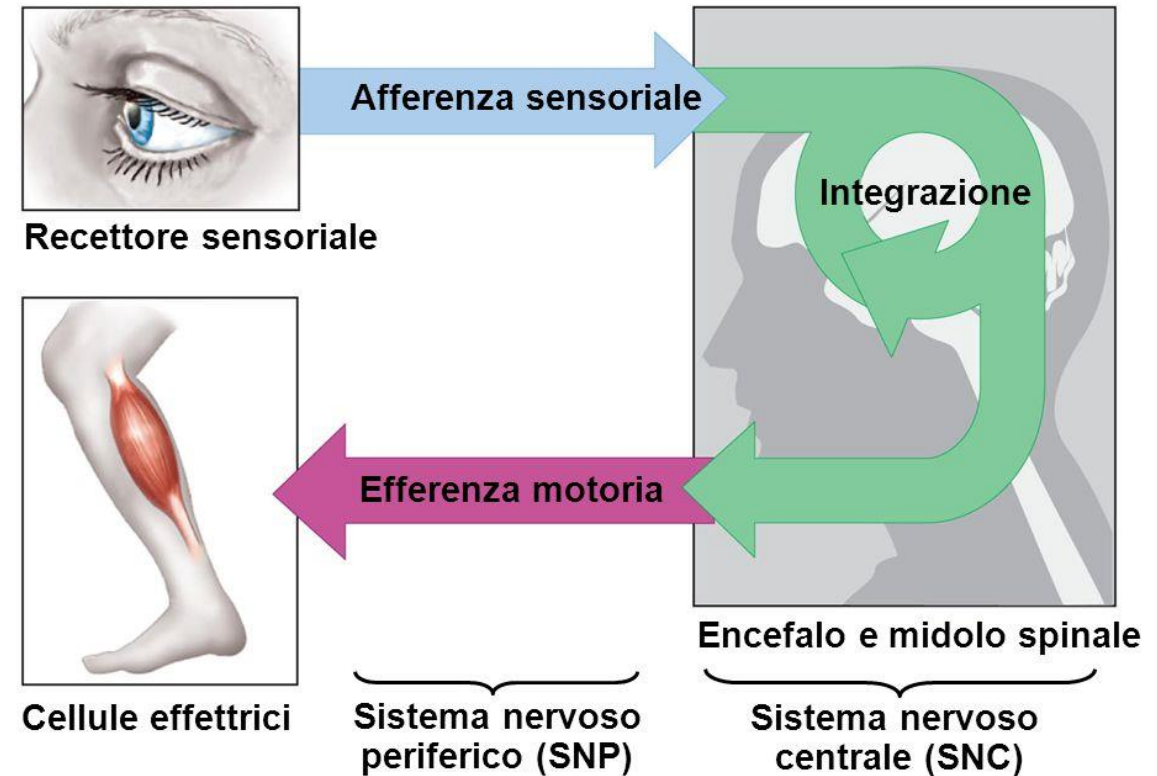 Afferenza sensoriale
Integrazione
Recettore sensoriale
Efferenza motoria
Encefalo e midolo spinale
Cellule effettrici
Sistema nervoso
periferico (SNP)
Sistema nervoso
centrale (SNC)